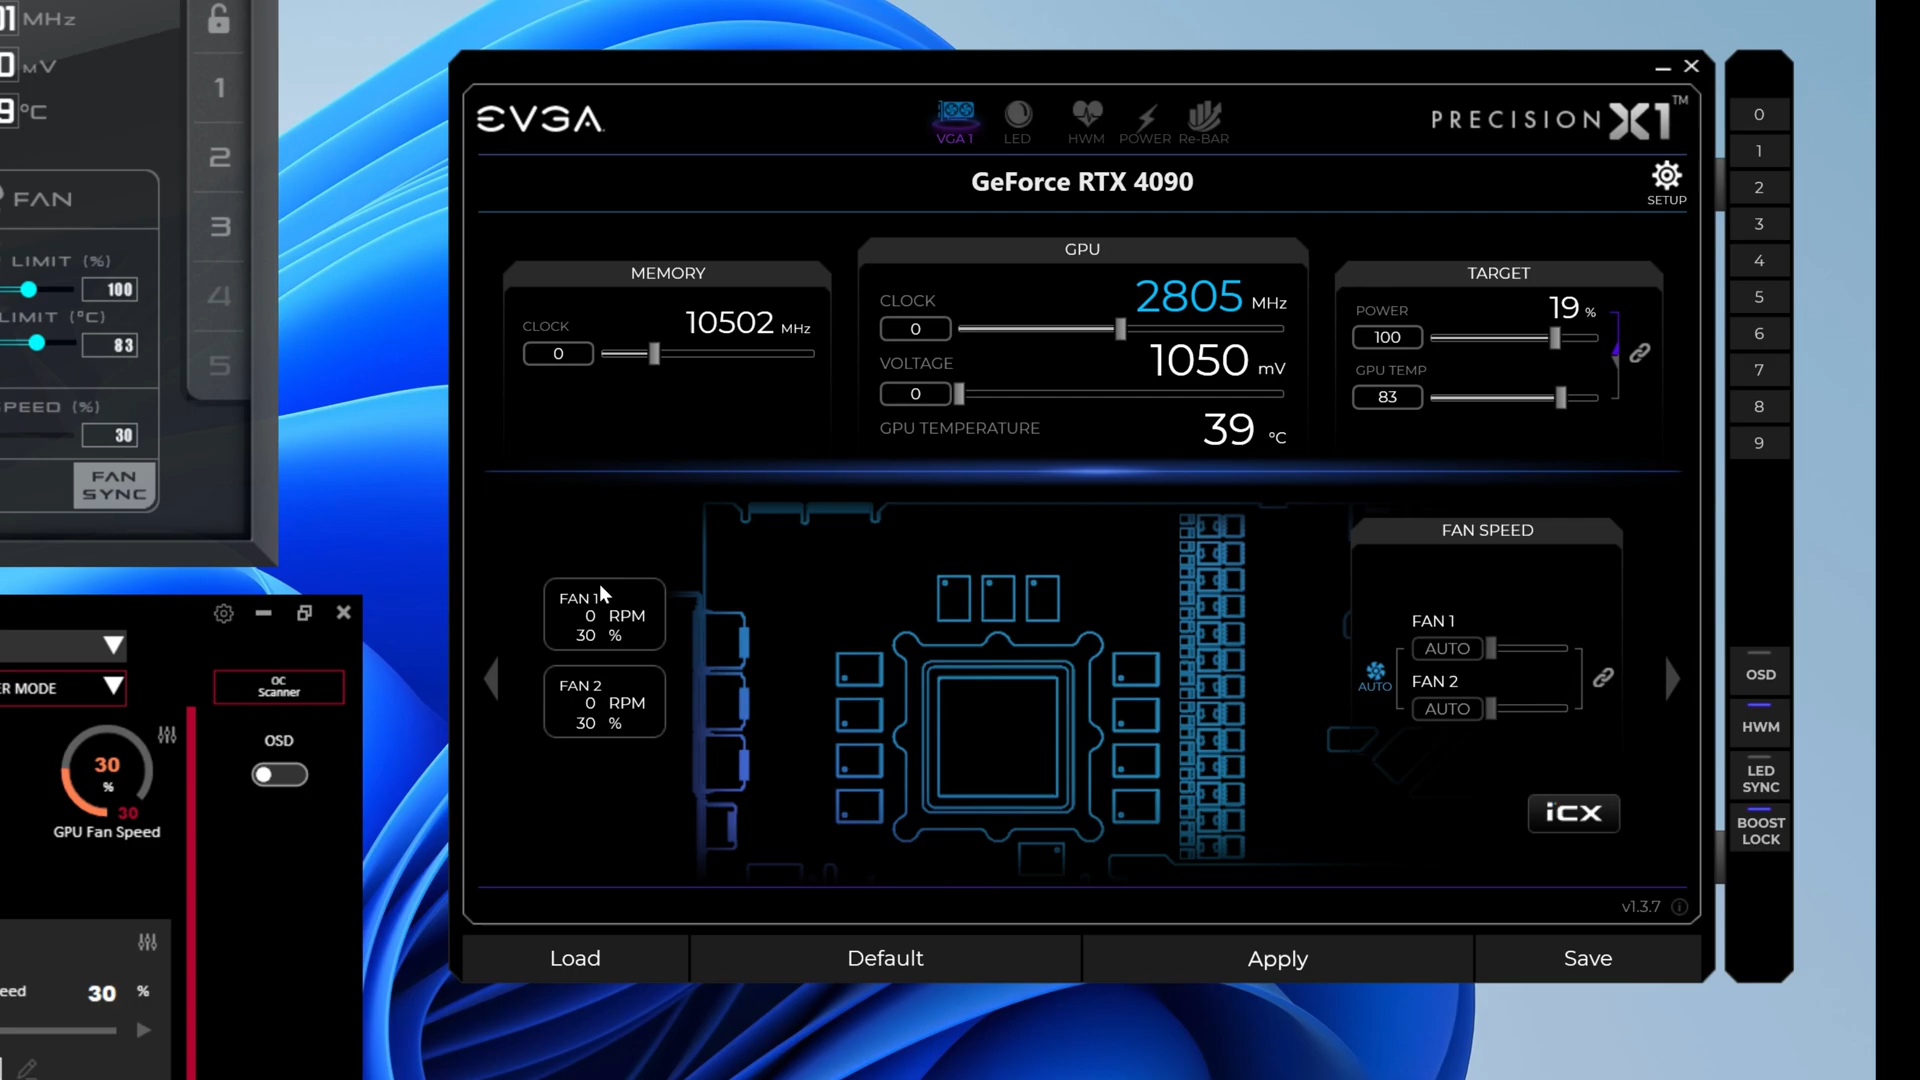 01 MHz
0 MV
9 °C
1
2
3
4
5
FAN
LIMIT (%)
100
LIMIT (°C)
83
SPEED (%)
30
FAN
SYNC
EVGA
VGA 1
LED
HWM
POWER
Re-BAR
PRECISION X1™
GeForce RTX 4090
SETUP
MEMORY
CLOCK
10502 MHz
0
GPU
CLOCK
2805 MHz
0
VOLTAGE
1050 mV
0
GPU TEMPERATURE
39 °C
TARGET
POWER
19 %
100
GPU TEMP
83
FAN 1
0 RPM
30 %
FAN 2
0 RPM
30 %
FAN SPEED
FAN 1
AUTO
FAN 2
AUTO
AUTO
iCX
v1.3.7
Load
Default
Apply
Save
0
1
2
3
4
5
6
7
8
9
OSD
HWM
LED
SYNC
BOOST
LOCK
ER MODE
OC
Scanner
OSD
30
%
30
GPU Fan Speed
eed 30 %